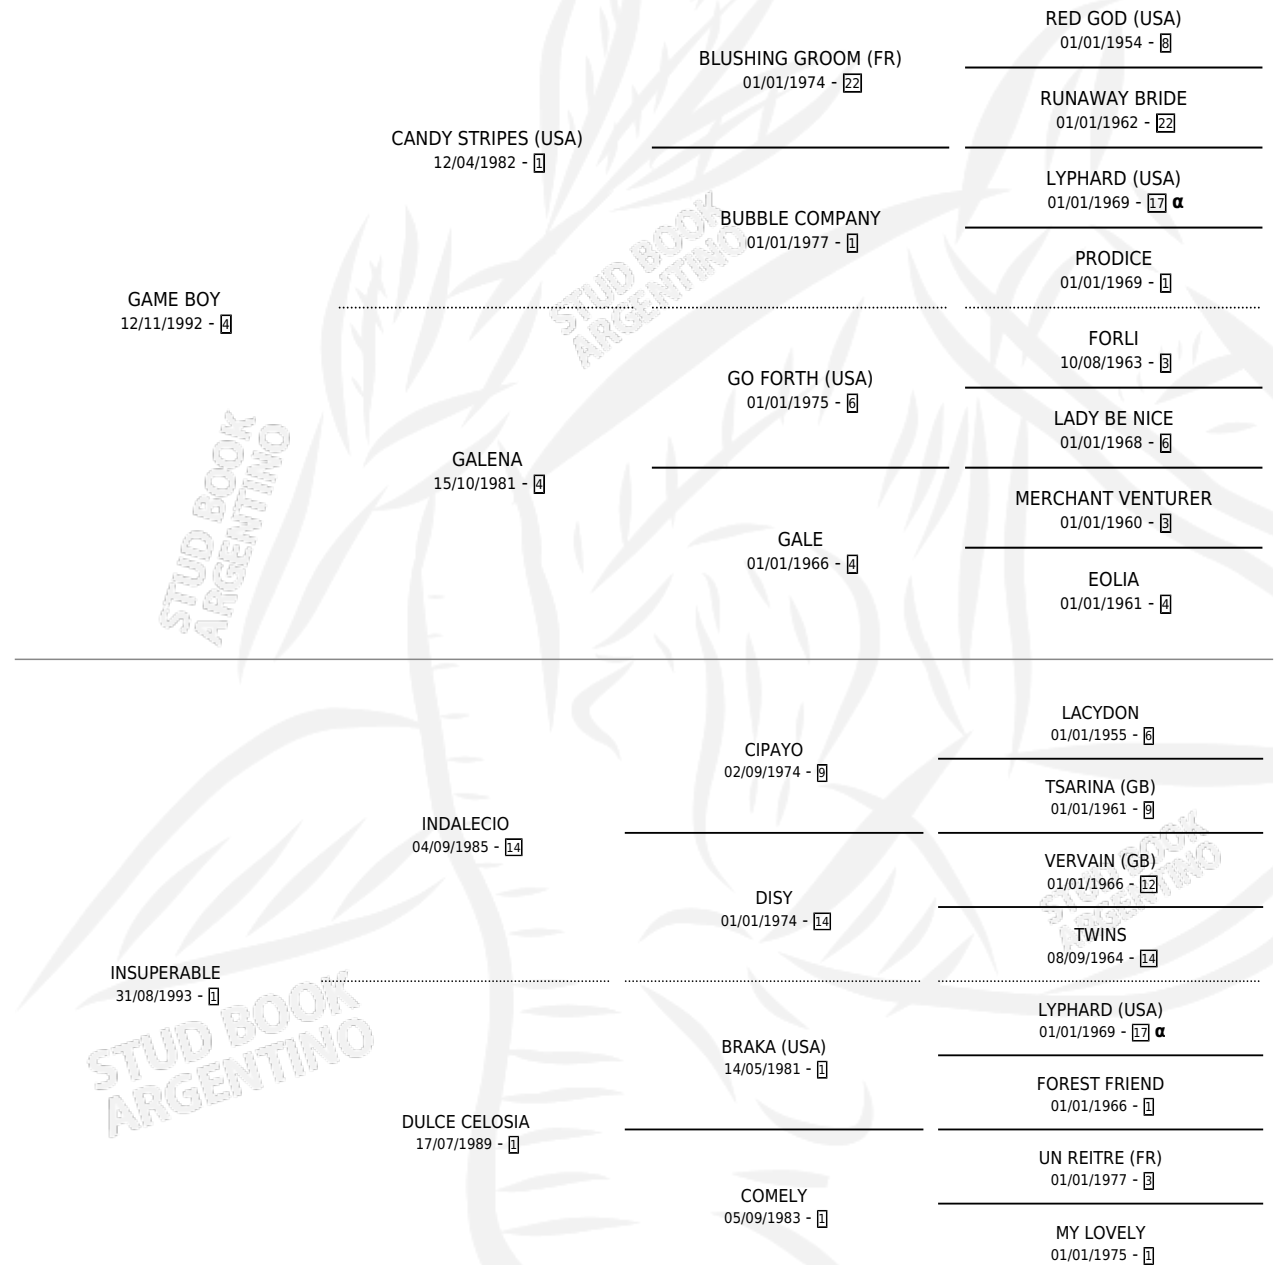 RED GOD (USA)
01/01/1954 - 8
BLUSHING GROOM (FR)
01/01/1974 - 22
RUNAWAY BRIDE
01/01/1962 - 22
CANDY STRIPES (USA)
12/04/1982 - 1
LYPHARD (USA)
01/01/1969 - 17 α
BUBBLE COMPANY
01/01/1977 - 1
PRODICE
01/01/1969 - 1
GAME BOY
12/11/1992 - 4
FORLI
10/08/1963 - 3
GO FORTH (USA)
01/01/1975 - 6
LADY BE NICE
01/01/1968 - 6
GALENA
15/10/1981 - 4
MERCHANT VENTURER
01/01/1960 - 3
GALE
01/01/1966 - 4
EOLIA
01/01/1961 - 4
STUD BOOK
ARGENTINO
STUD BOOK
ARGENTINO
LACYDON
01/01/1955 - 6
CIPAYO
02/09/1974 - 9
TSARINA (GB)
01/01/1961 - 9
INDALECIO
04/09/1985 - 14
VERVAIN (GB)
01/01/1966 - 12
DISY
01/01/1974 - 14
TWINS
08/09/1964 - 14
INSUPERABLE
31/08/1993 - 1
LYPHARD (USA)
01/01/1969 - 17 α
BRAKA (USA)
14/05/1981 - 1
FOREST FRIEND
01/01/1966 - 1
DULCE CELOSIA
17/07/1989 - 1
UN REITRE (FR)
01/01/1977 - 3
COMELY
05/09/1983 - 1
MY LOVELY
01/01/1975 - 1
STUD BOOK
ARGENTINO
STUD BOOK
ARGENTINO